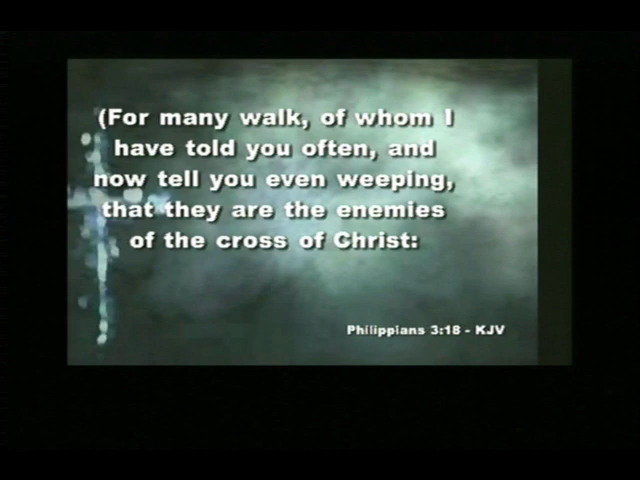 (For many walk, of whom I
have told you often, and
now tell you even weeping,
that they are the enemies
of the cross of Christ:
Philippians 3:18 - KJV